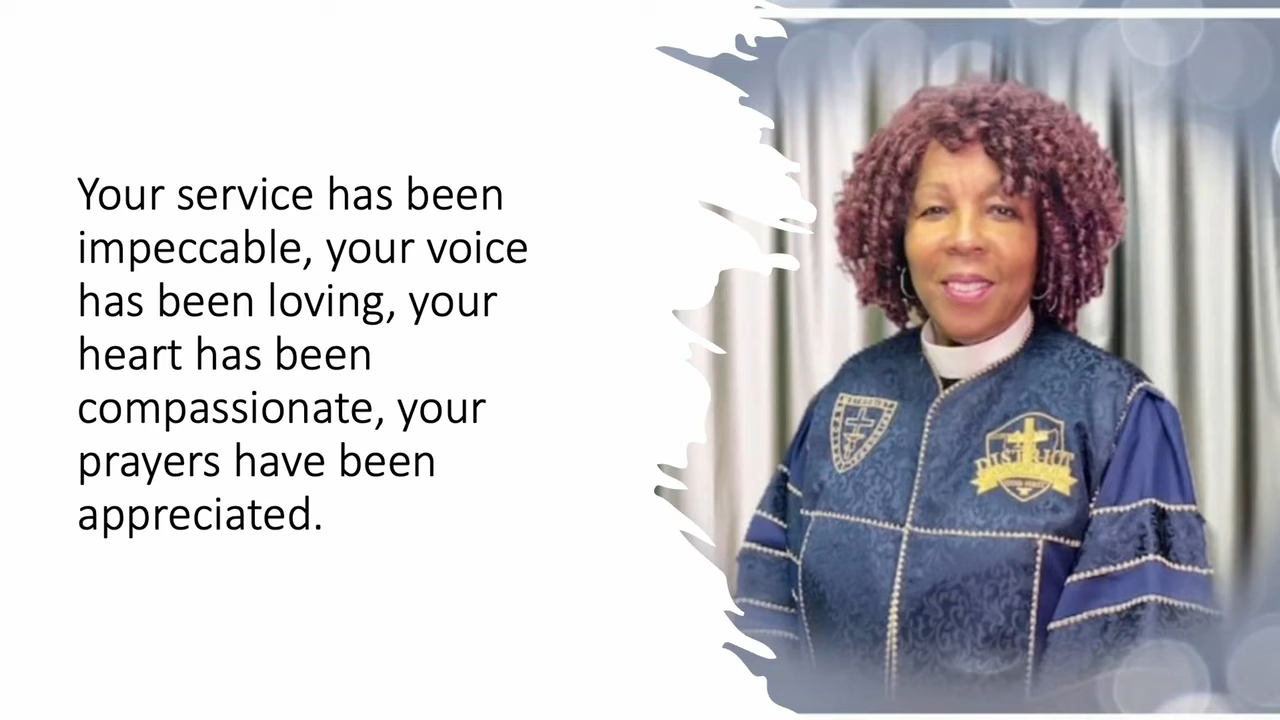 Your service has been
impeccable, your voice
has been loving, your
heart has been
compassionate, your
prayers have been
appreciated.
DISTRICT